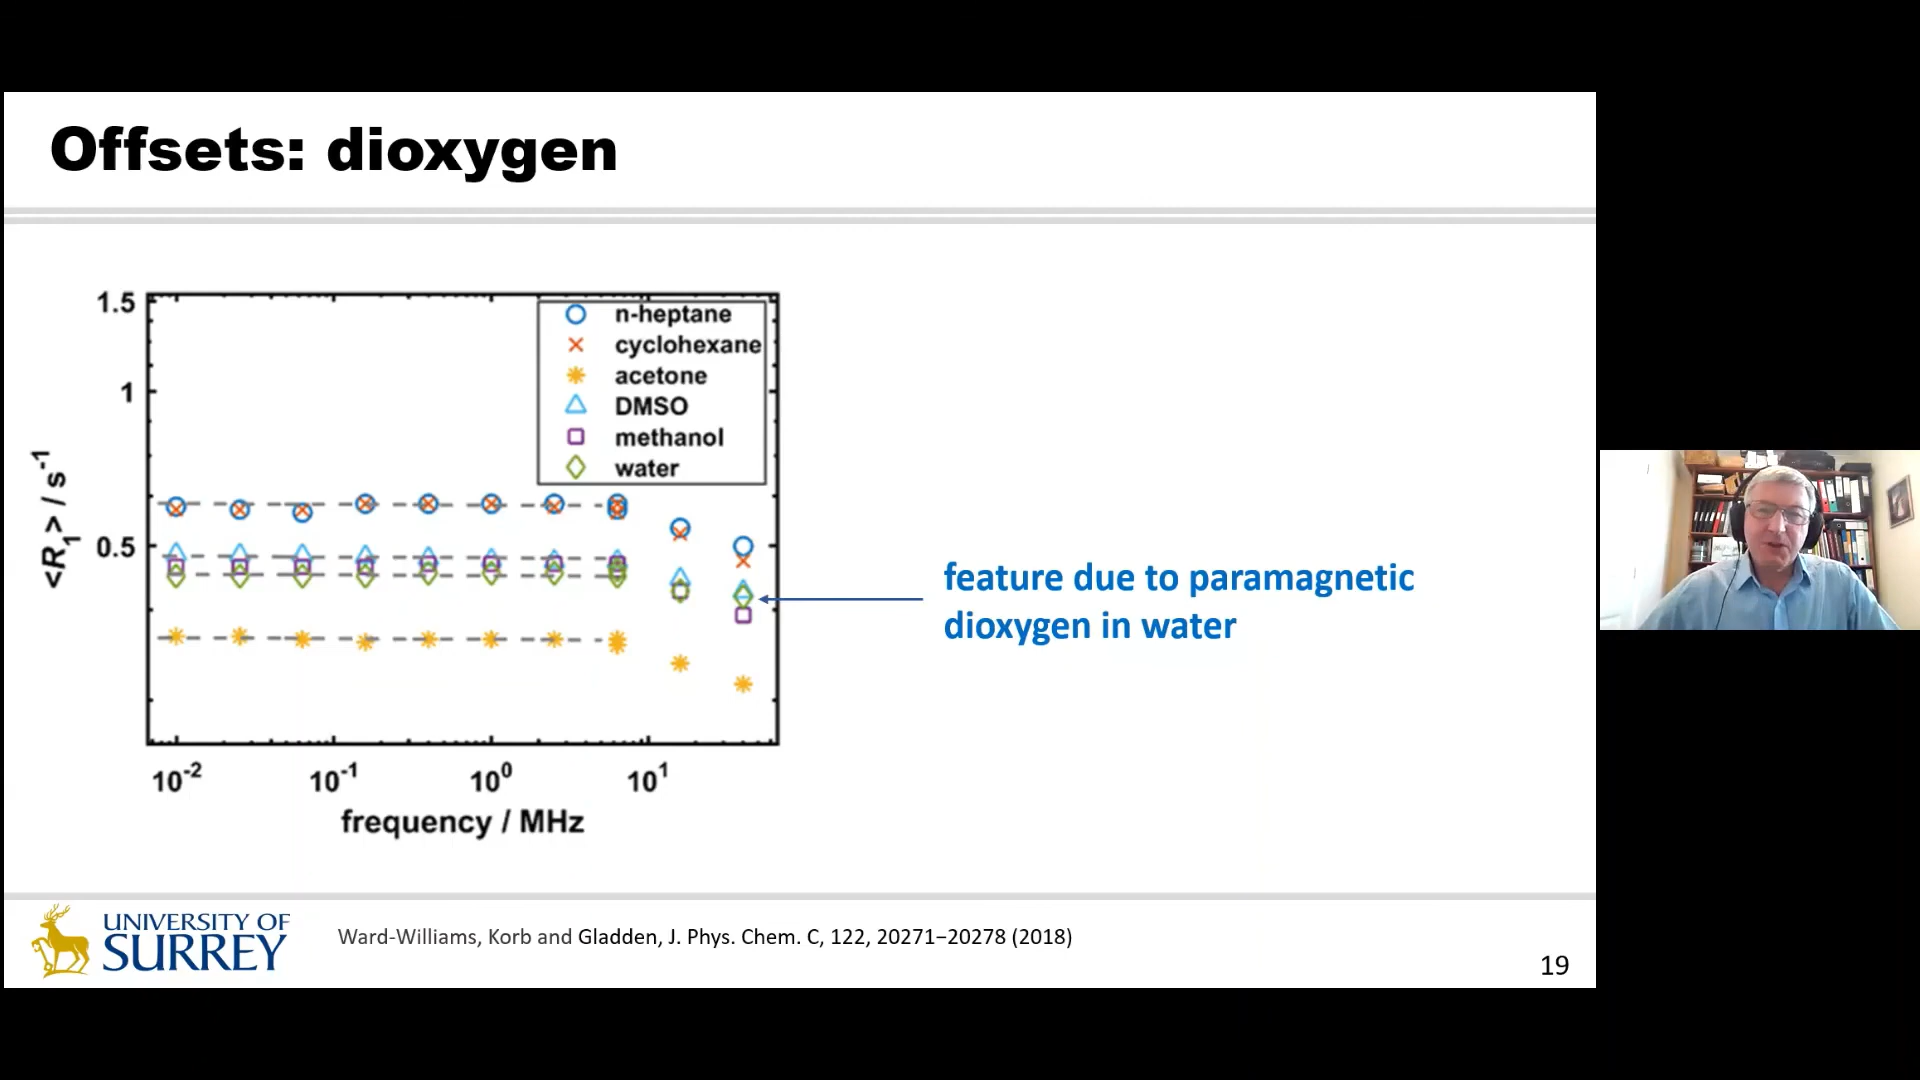 Offsets: dioxygen
1.5
1
0.5
<R₁> / s⁻¹
n-heptane
cyclohexane
acetone
DMSO
methanol
water
10⁻²
10⁻¹
10⁰
10¹
frequency / MHz
feature due to paramagnetic
dioxygen in water
UNIVERSITY OF
SURREY
Ward-Williams, Korb and Gladden, J. Phys. Chem. C, 122, 20271–20278 (2018)
19